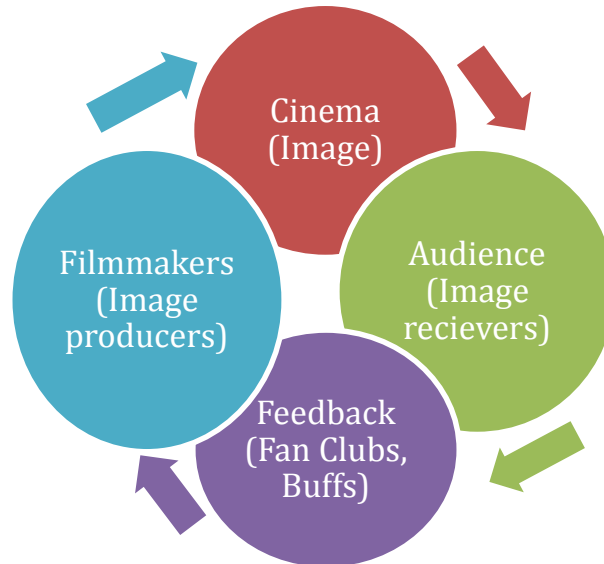 Cinema
(Image)
Audience
(Image
recievers)
Feedback
(Fan Clubs,
Buffs)
Filmmakers
(Image
producers)